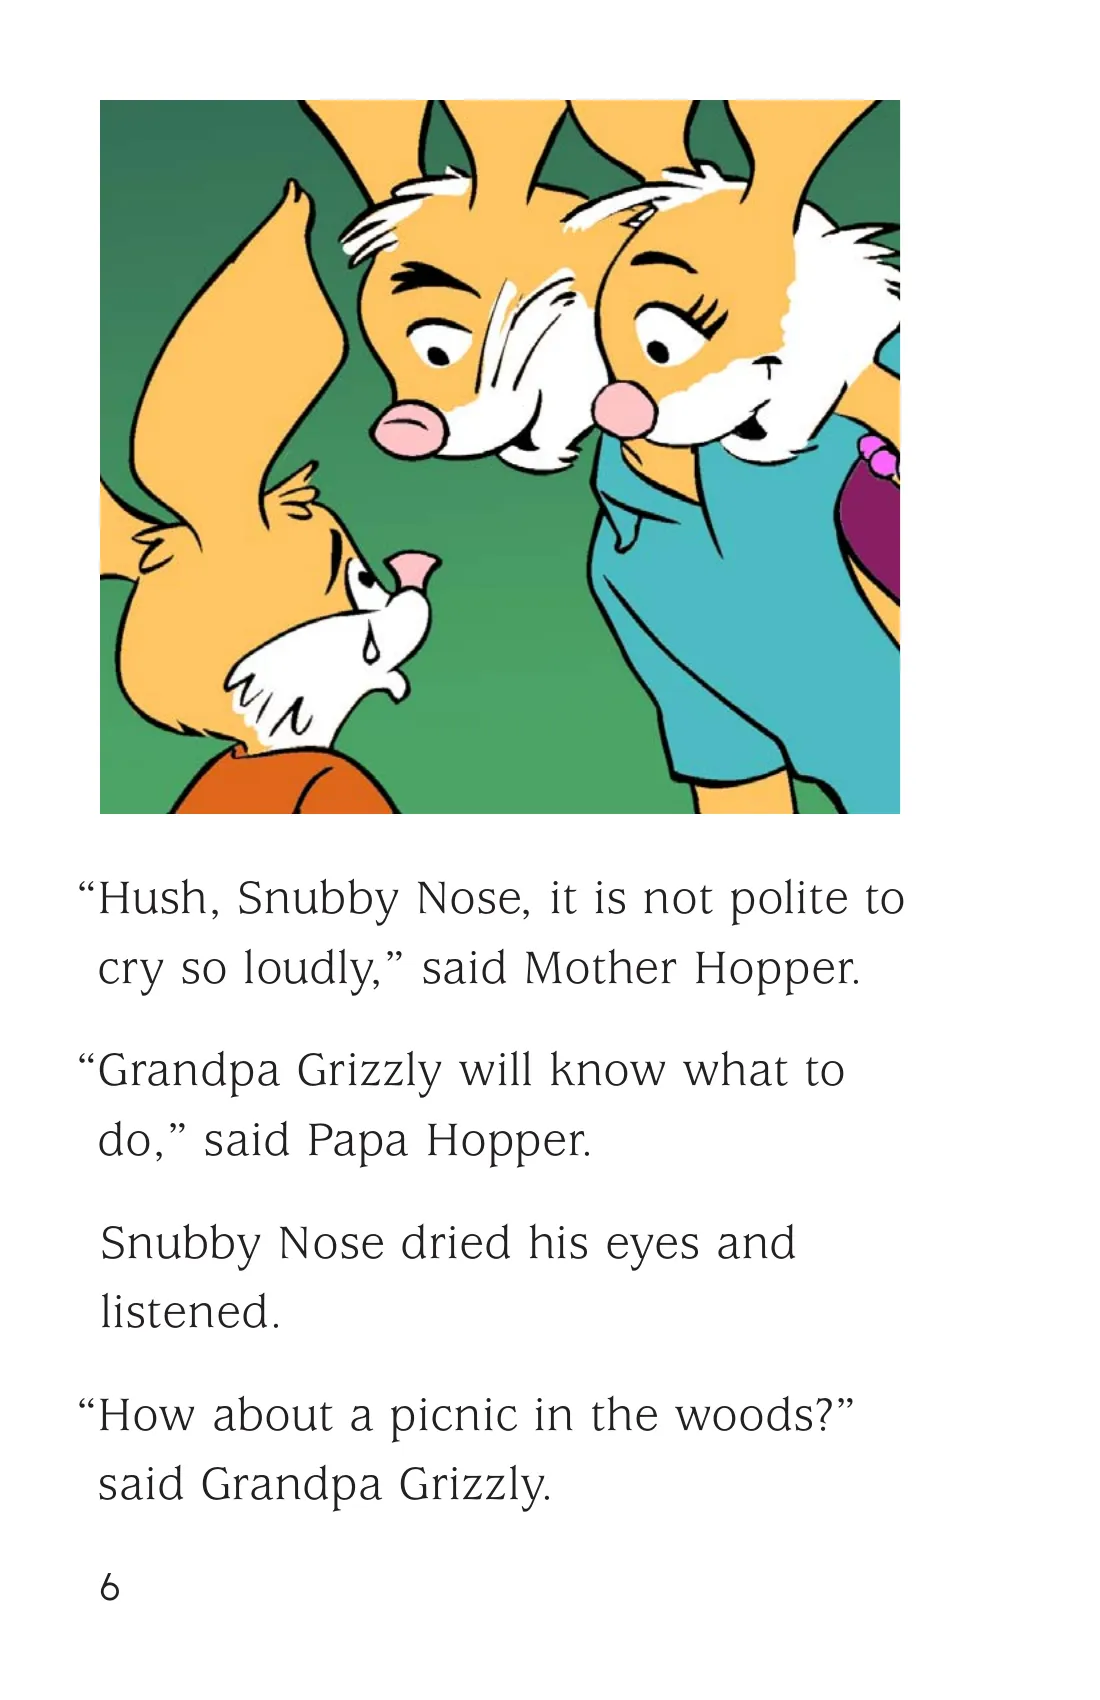 “Hush, Snubby Nose, it is not polite to
cry so loudly,” said Mother Hopper.
“Grandpa Grizzly will know what to
do,” said Papa Hopper.
Snubby Nose dried his eyes and
listened.
“How about a picnic in the woods?”
said Grandpa Grizzly.
6